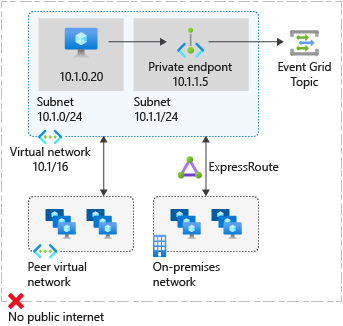 10.1.0.20
Private endpoint
10.1.1.5
Event Grid
Topic
Subnet
10.1.0/24
Subnet
10.1.1/24
Virtual network
10.1/16
ExpressRoute
Peer virtual
network
On-premises
network
No public internet